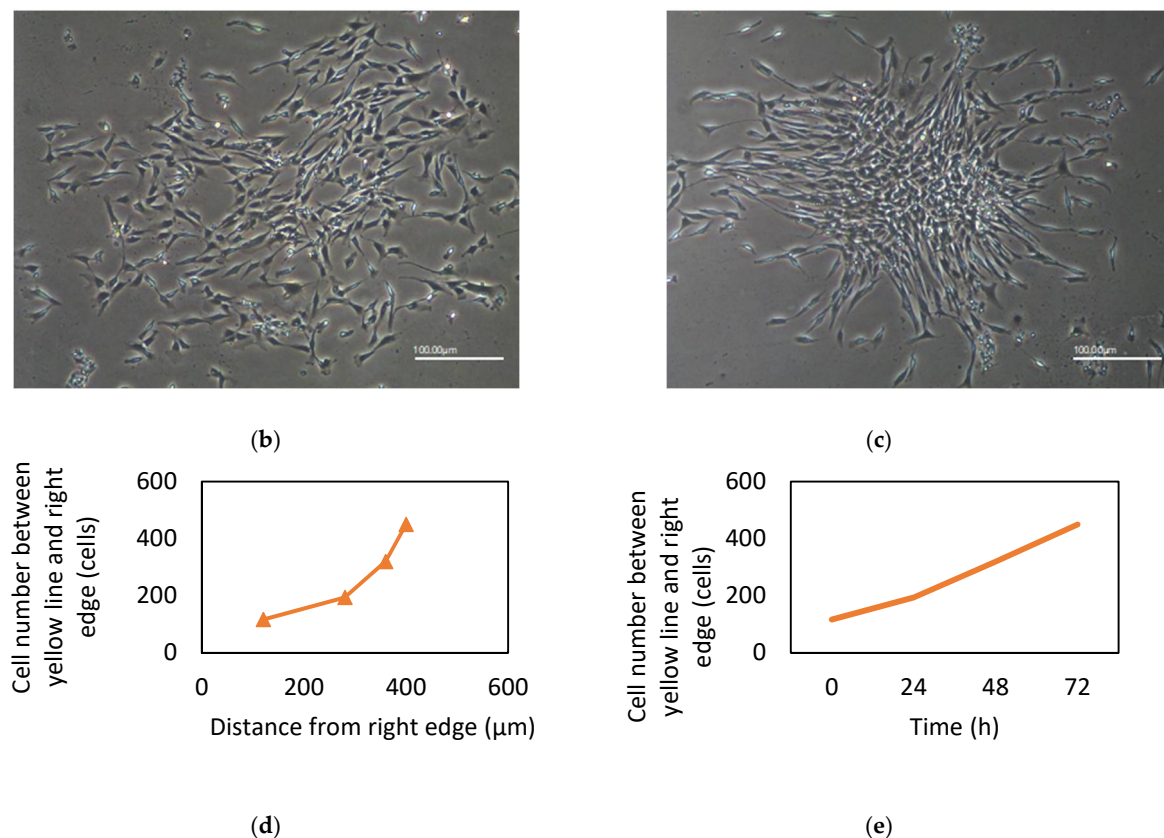 100.00µm
100.00µm
(b)
(c)
Cell number between
yellow line and right
edge (cells)
600
400
200
0
0 200 400 600
Distance from right edge (µm)
Cell number between
yellow line and right
edge (cells)
600
400
200
0
0 24 48 72
Time (h)
(d)
(e)